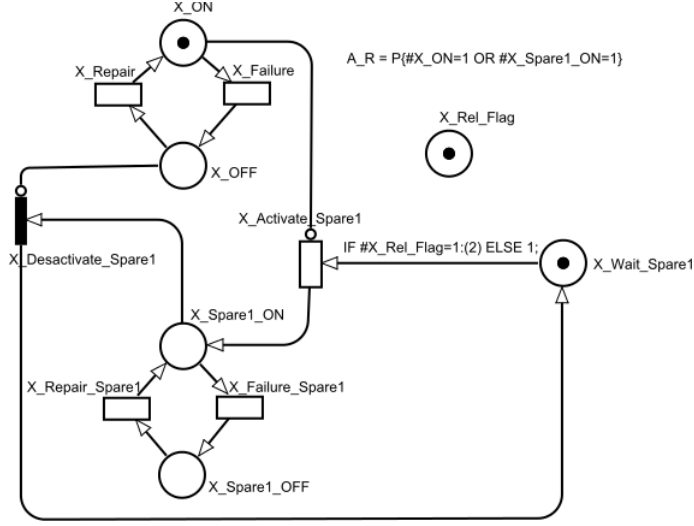 X_ON
X_Repair
X_Failure
A_R = P{#X_ON=1 OR #X_Spare1_ON=1}
X_Rel_Flag
X_OFF
X_Activate_Spare1
IF #X_Rel_Flag=1:(2) ELSE 1;
X_Desactivate_Spare1
X_Wait_Spare1
X_Spare1_ON
X_Repair_Spare1
X_Failure_Spare1
X_Spare1_OFF